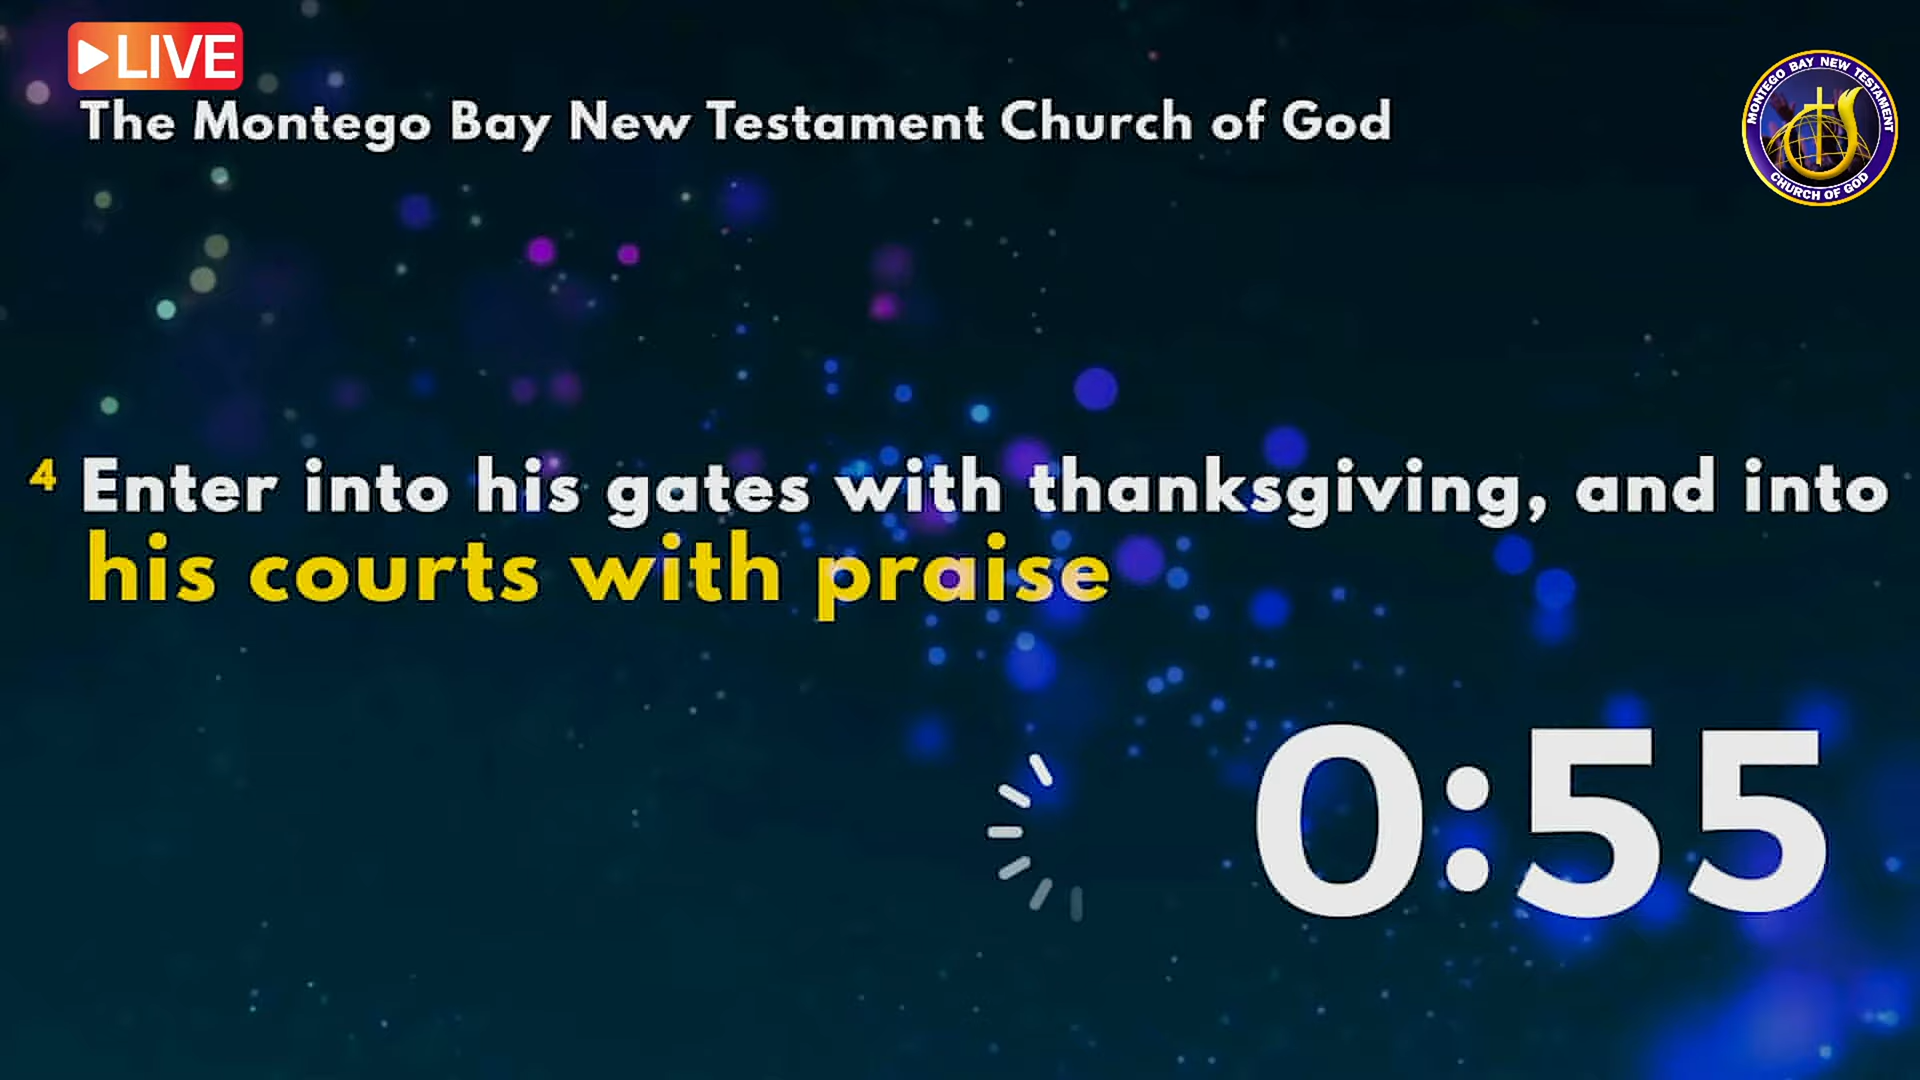 LIVE
The Montego Bay New Testament Church of God
MONTEGO BAY NEW TESTAMENT
CHURCH OF GOD
4 Enter into his gates with thanksgiving, and into
his courts with praise
0:55